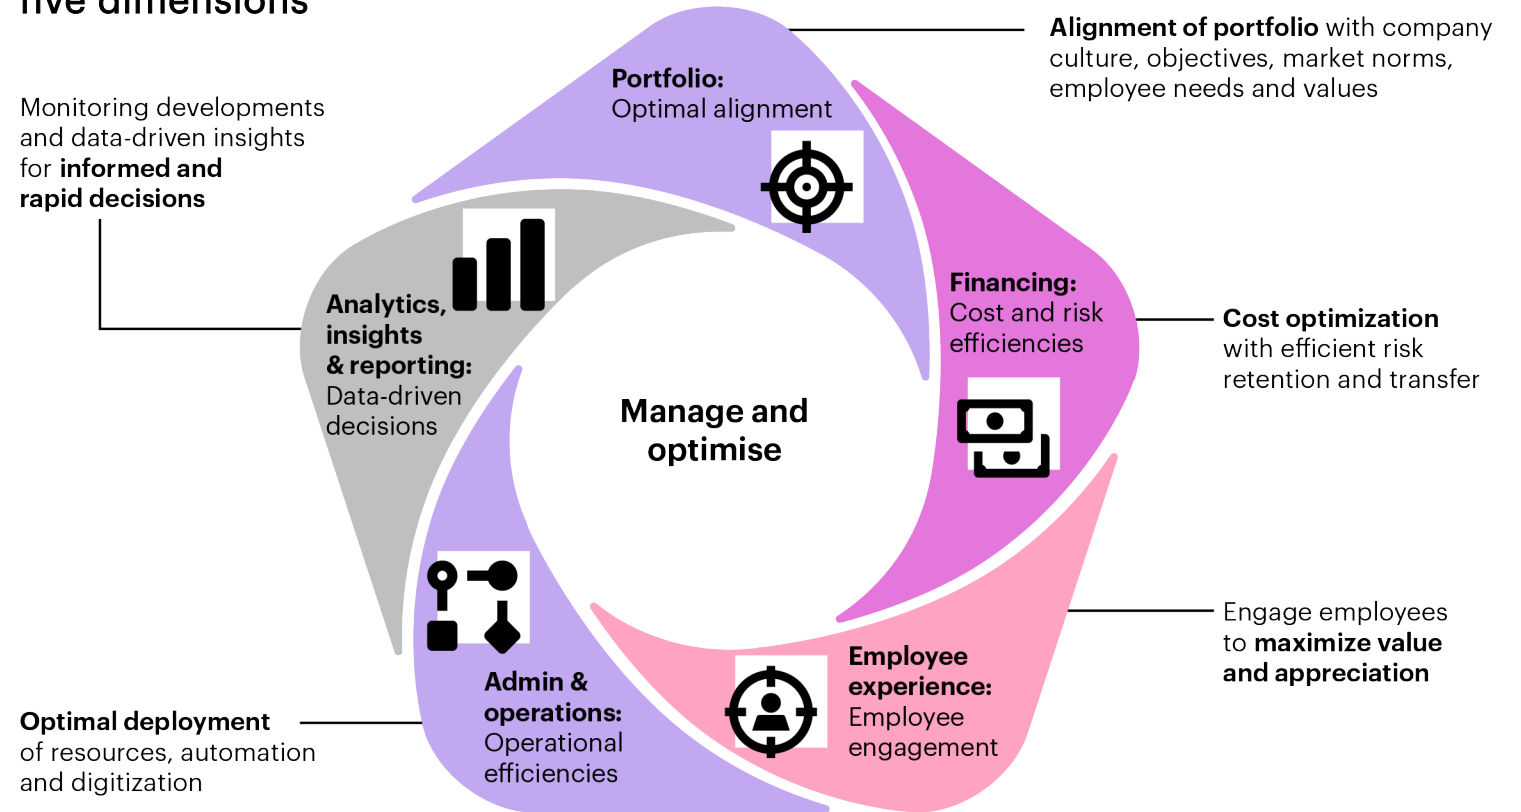 five dimensions
Portfolio:
Optimal alignment
Alignment of portfolio with company
culture, objectives, market norms,
employee needs and values
Monitoring developments
and data-driven insights
for informed and
rapid decisions
Analytics,
insights
& reporting:
Data-driven
decisions
Financing:
Cost and risk
efficiencies
Cost optimization
with efficient risk
retention and transfer
Manage and
optimise
Engage employees
to maximize value
and appreciation
Employee
experience:
Employee
engagement
Admin &
operations:
Operational
efficiencies
Optimal deployment
of resources, automation
and digitization